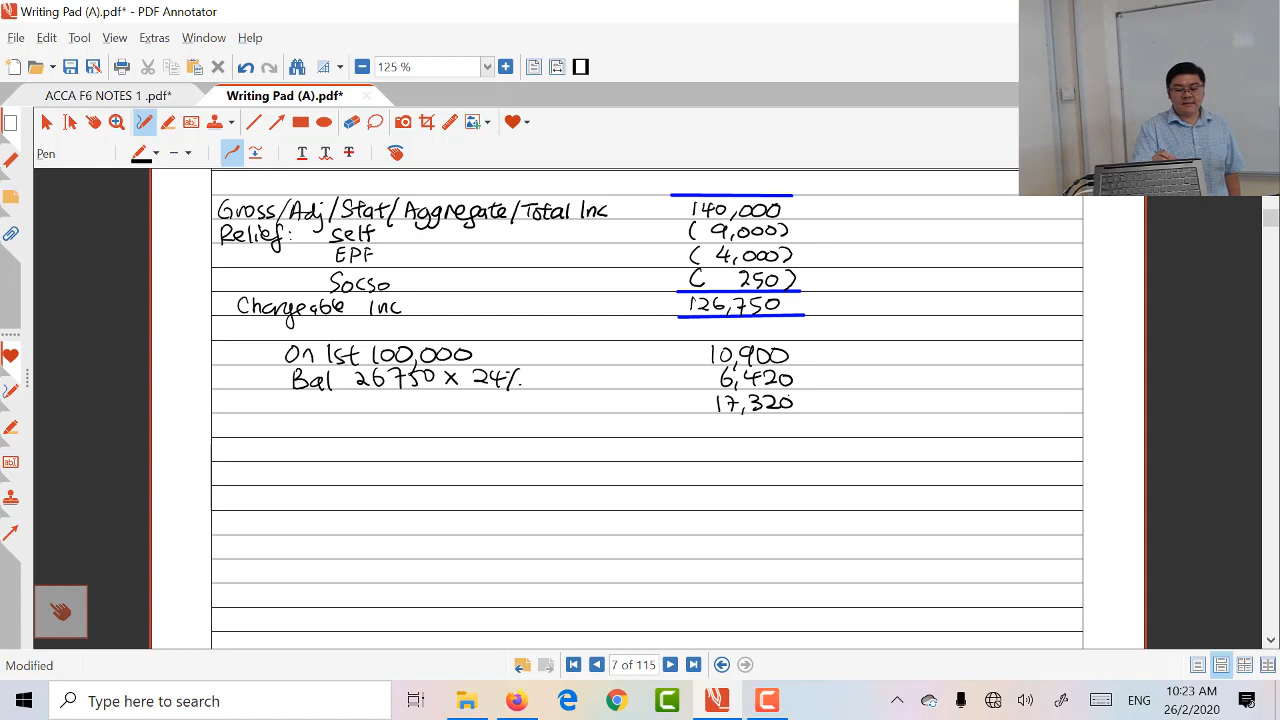 Writing Pad (A).pdf* - PDF Annotator
File Edit Tool View Extras Window Help
125 %
ACCA F6 NOTES 1 .pdf* Writing Pad (A).pdf*
Pen
Gross/Adj/Stat/Aggregate/Total Inc 140,000
Relief: self (9,000)
EPF (4,000)
Socso (250)
Chargeable Inc 126,750
On 1st 100,000 10,900
Bal 26750 x 24% 6,420
17,320
Modified 7 of 115
Type here to search ENG 10:23 AM
26/2/2020